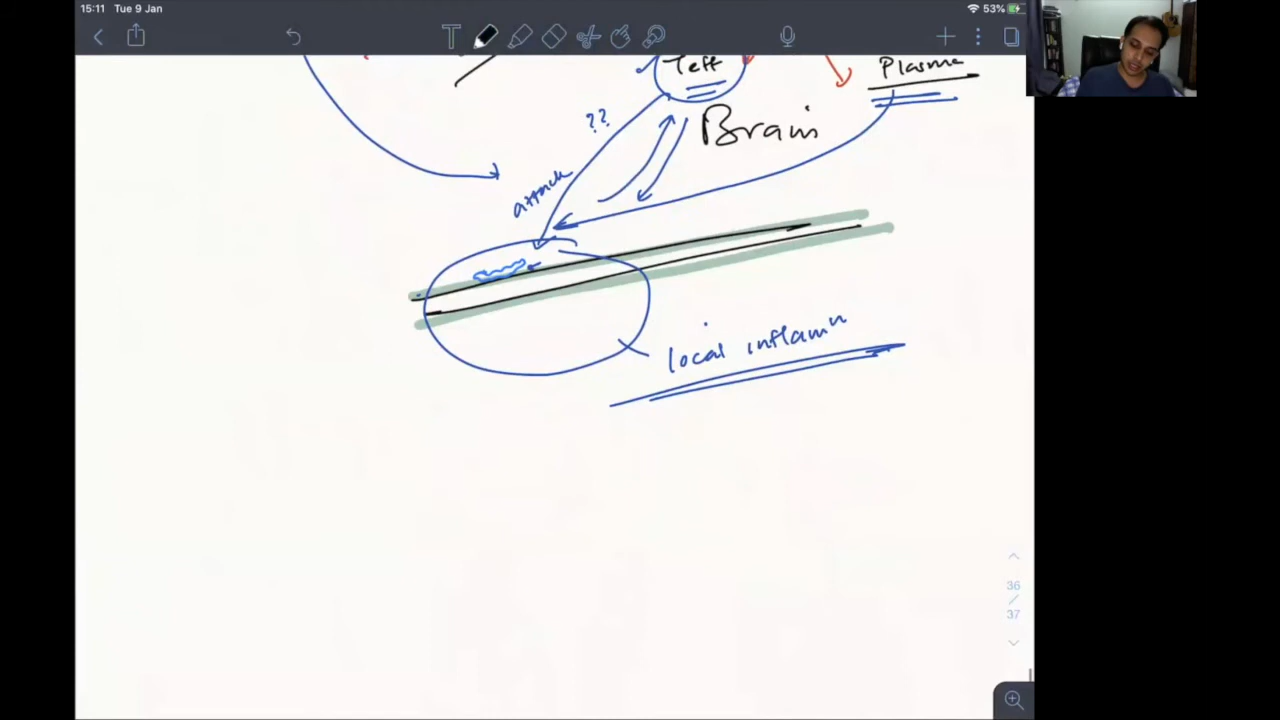 15:11 Tue 9 Jan
53%
T
Teff
Plasma
??
Brain
attack
local inflamn
36
/
37